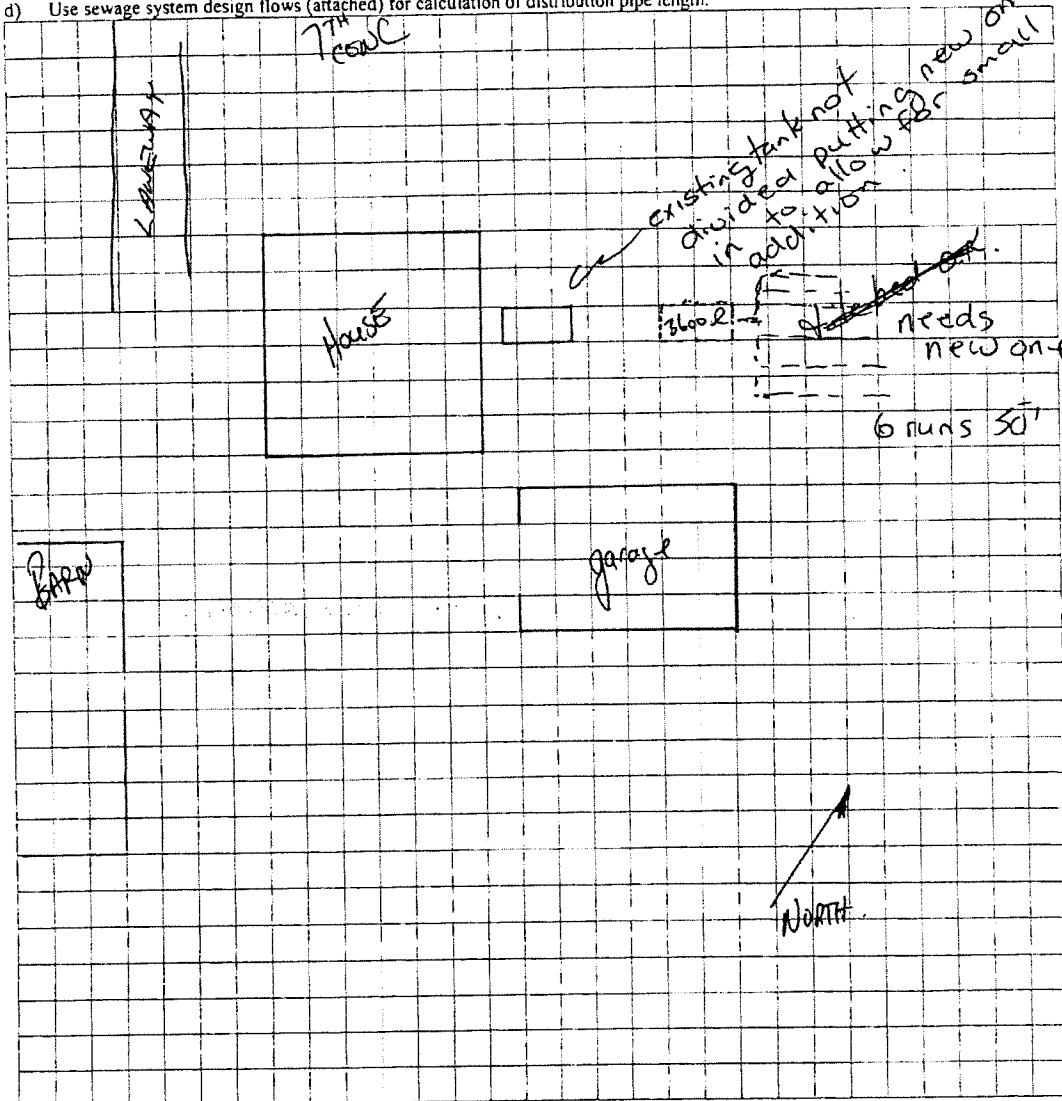 d) Use sewage system design flows (attached) for calculation of distribution pipe length.
7TH CONC
LANEWAY
existing tank not
divided putting new on
in to allow for small
addition
House
3600 l
needs
new on
6 runs 50'
garage
BARN
NORTH.